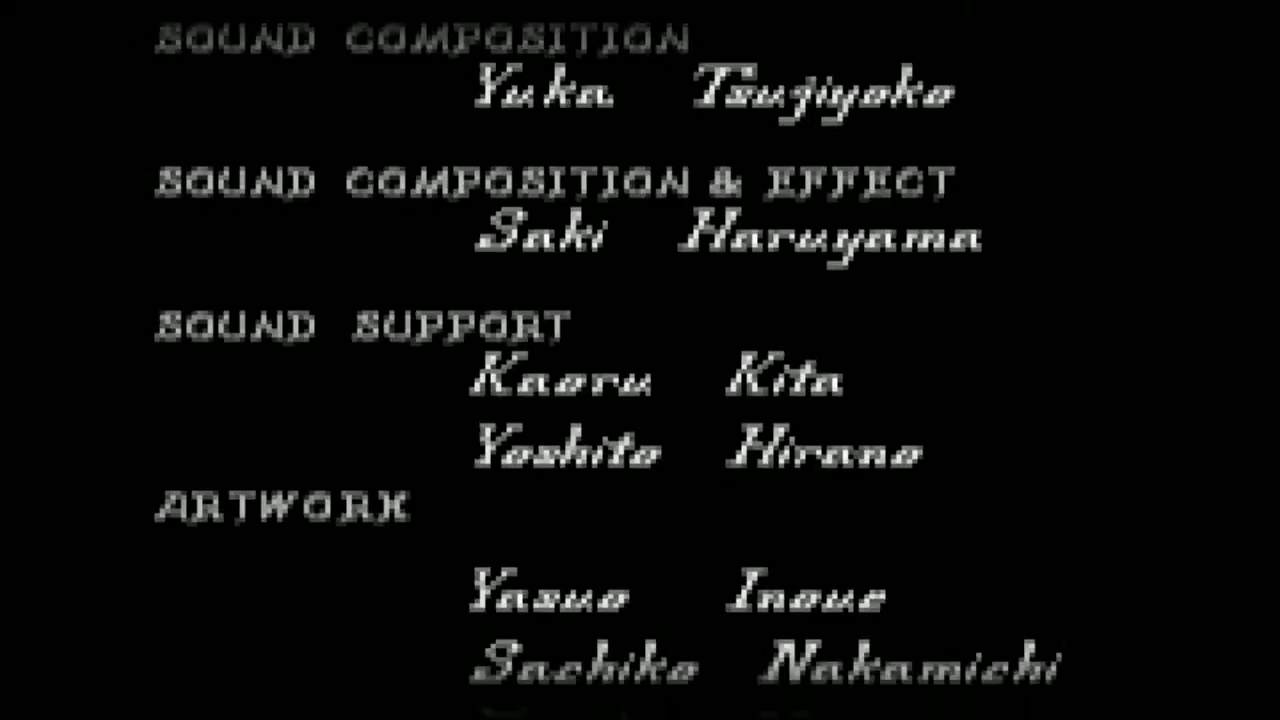 SOUND COMPOSITION
Yuka Tsujiyoko
SOUND COMPOSITION & EFFECT
Saki Haruyama
SOUND SUPPORT
Kaoru Kita
Yoshito Hirano
ARTWORK
Yasuo Inoue
Sachiko Nakamichi